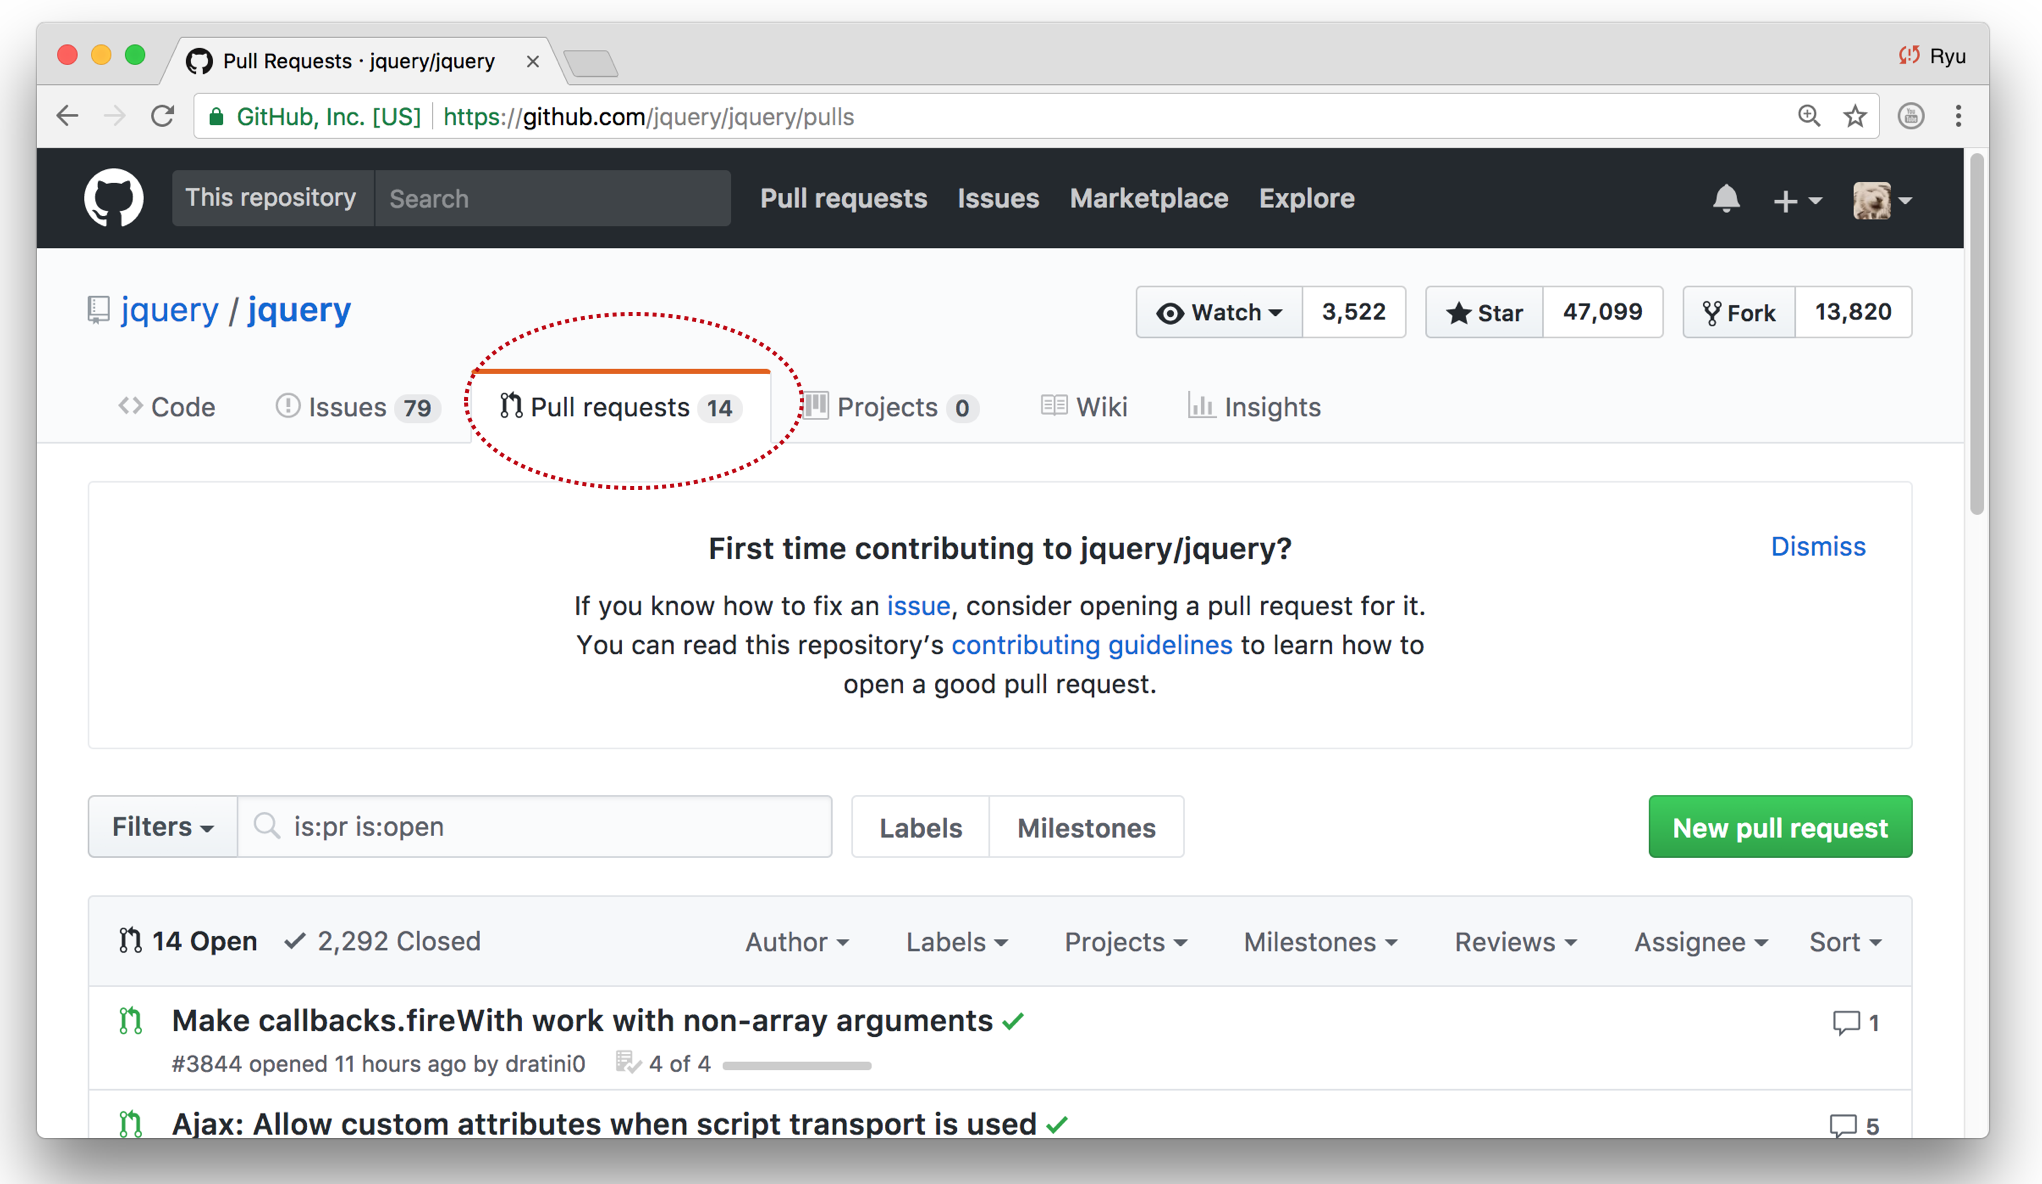 Pull Requests · jquery/jquery
Ryu
GitHub, Inc. [US] https://github.com/jquery/jquery/pulls
This repository Search Pull requests Issues Marketplace Explore
jquery / jquery
Watch 3,522 Star 47,099 Fork 13,820
Code Issues 79 Pull requests 14 Projects 0 Wiki Insights
First time contributing to jquery/jquery?
Dismiss
If you know how to fix an issue, consider opening a pull request for it.
You can read this repository’s contributing guidelines to learn how to
open a good pull request.
Filters is:pr is:open Labels Milestones New pull request
14 Open 2,292 Closed Author Labels Projects Milestones Reviews Assignee Sort
Make callbacks.fireWith work with non-array arguments 1
#3844 opened 11 hours ago by dratini0 4 of 4
Ajax: Allow custom attributes when script transport is used 5